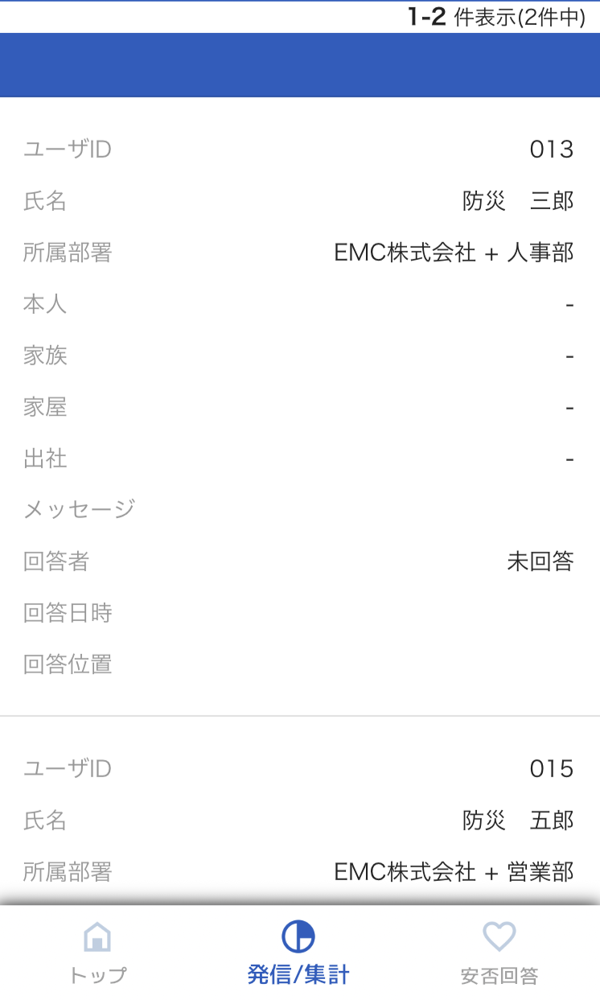 1-2 件表示(2件中)
ユーザID 013
氏名 防災　三郎
所属部署 EMC株式会社 + 人事部
本人 -
家族 -
家屋 -
出社 -
メッセージ
回答者 未回答
回答日時
回答位置
ユーザID 015
氏名 防災　五郎
所属部署 EMC株式会社 + 営業部
トップ 発信/集計 安否回答